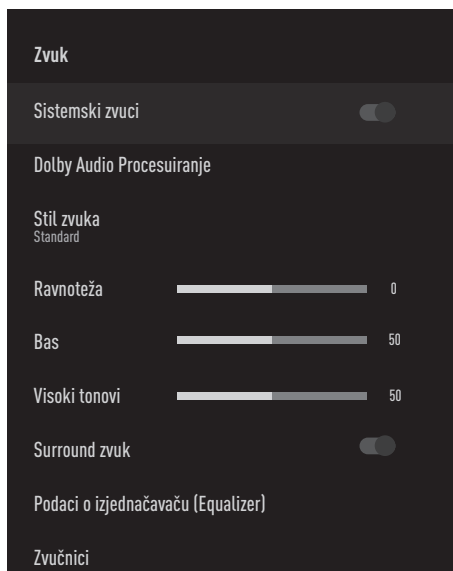 Zvuk
Sistemski zvuci
Dolby Audio Procesuiranje
Stil zvuka
Standard
Ravnoteža 0
Bas 50
Visoki tonovi 50
Surround zvuk
Podaci o izjednačavaču (Equalizer)
Zvučnici